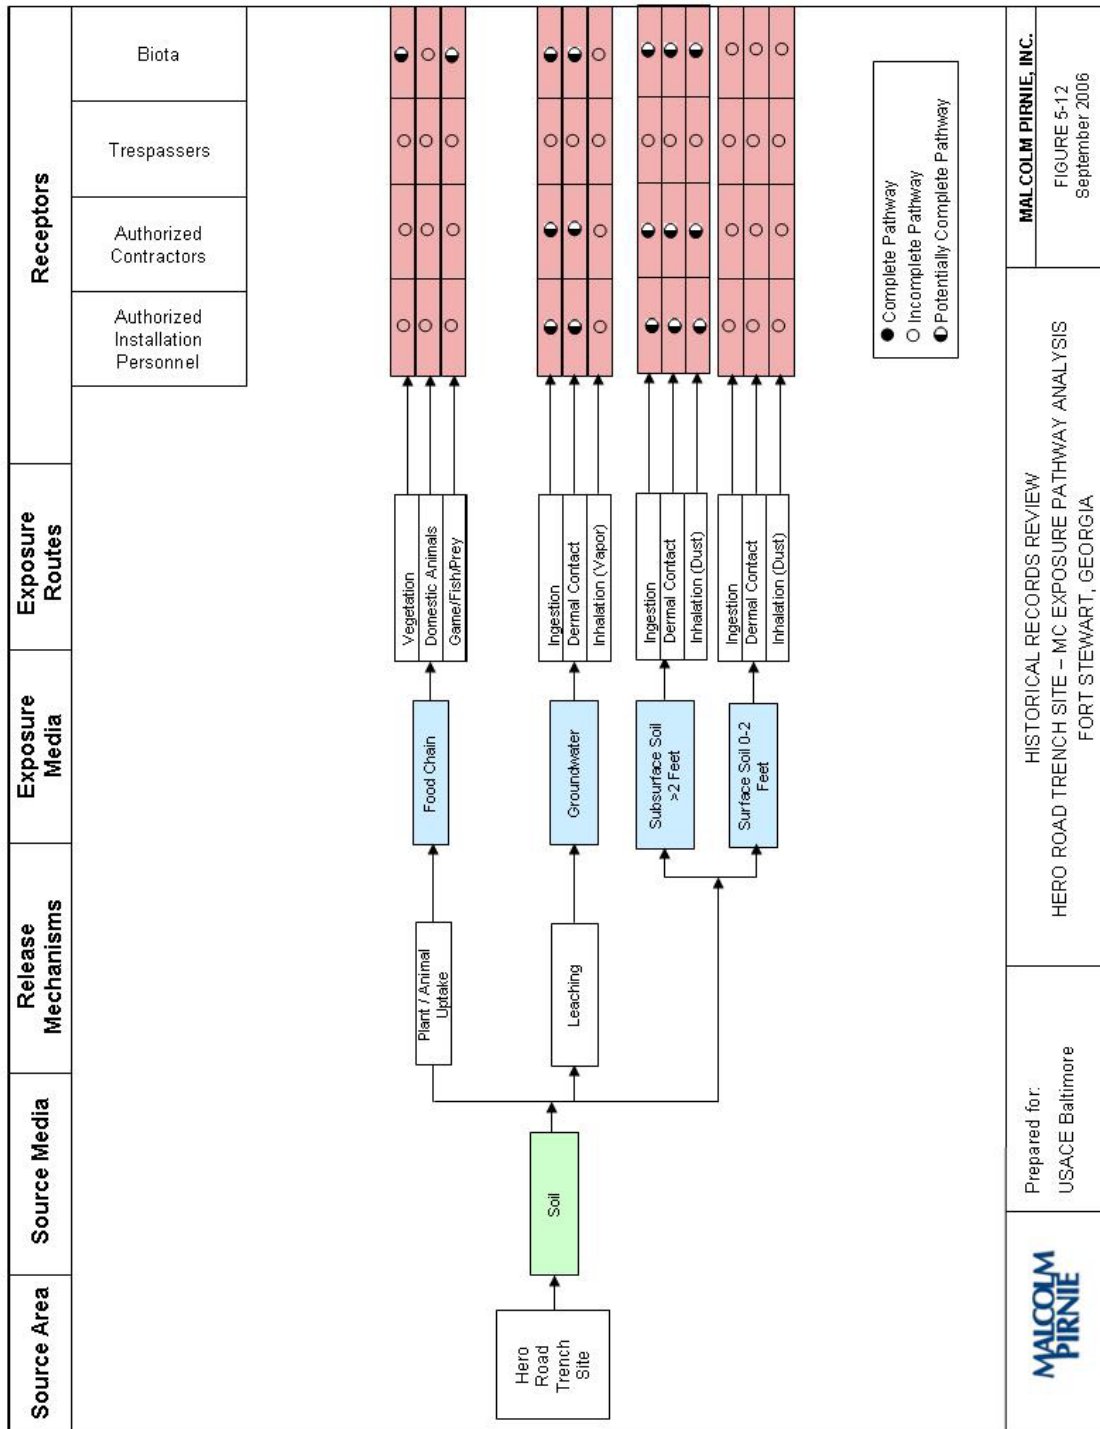 Source Area
Source Media
Release
Mechanisms
Exposure
Media
Exposure
Routes
Receptors
Authorized
Installation
Personnel
Authorized
Contractors
Trespassers
Biota
Hero
Road
Trench
Site
Soil
Plant / Animal
Uptake
Food Chain
Vegetation
Domestic Animals
Game/Fish/Prey
Leaching
Groundwater
Ingestion
Dermal Contact
Inhalation (Vapor)
Subsurface Soil
>2 Feet
Ingestion
Dermal Contact
Inhalation (Dust)
Surface Soil 0-2
Feet
Ingestion
Dermal Contact
Inhalation (Dust)
Complete Pathway
Incomplete Pathway
Potentially Complete Pathway
MALCOLM
PIRNIE
Prepared for:
USACE Baltimore
HISTORICAL RECORDS REVIEW
HERO ROAD TRENCH SITE – MC EXPOSURE PATHWAY ANALYSIS
FORT STEWART, GEORGIA
MALCOLM PIRNIE, INC.
FIGURE 5-12
September 2006